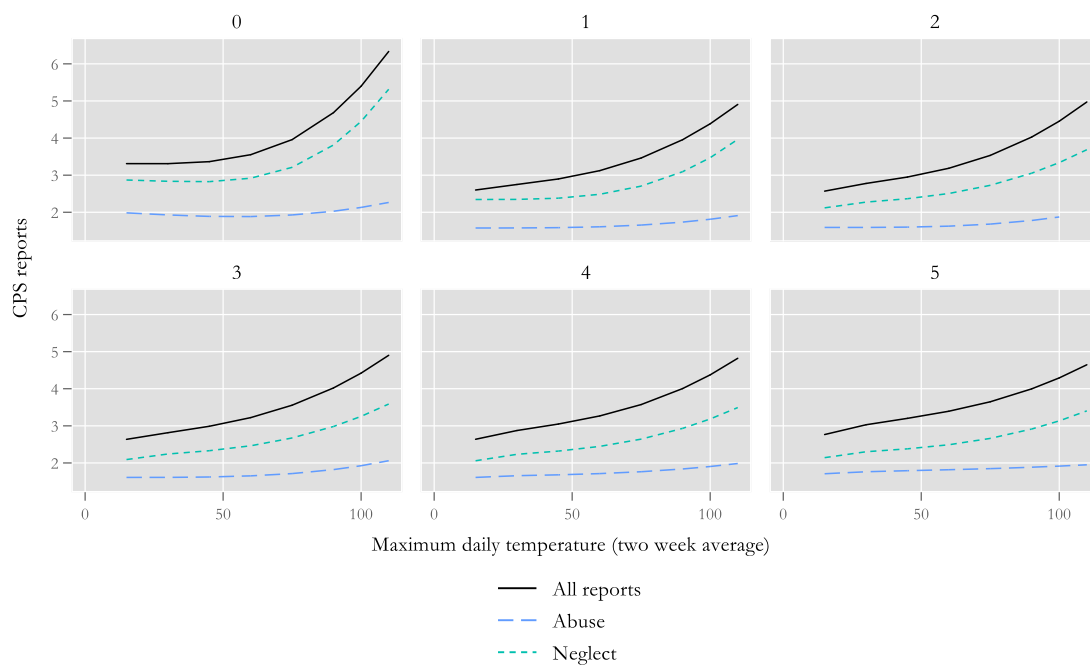 0 1 2
6
5
4
3
2
CPS reports
3 4 5
6
5
4
3
2
0 50 100 0 50 100 0 50 100
Maximum daily temperature (two week average)
All reports
Abuse
Neglect